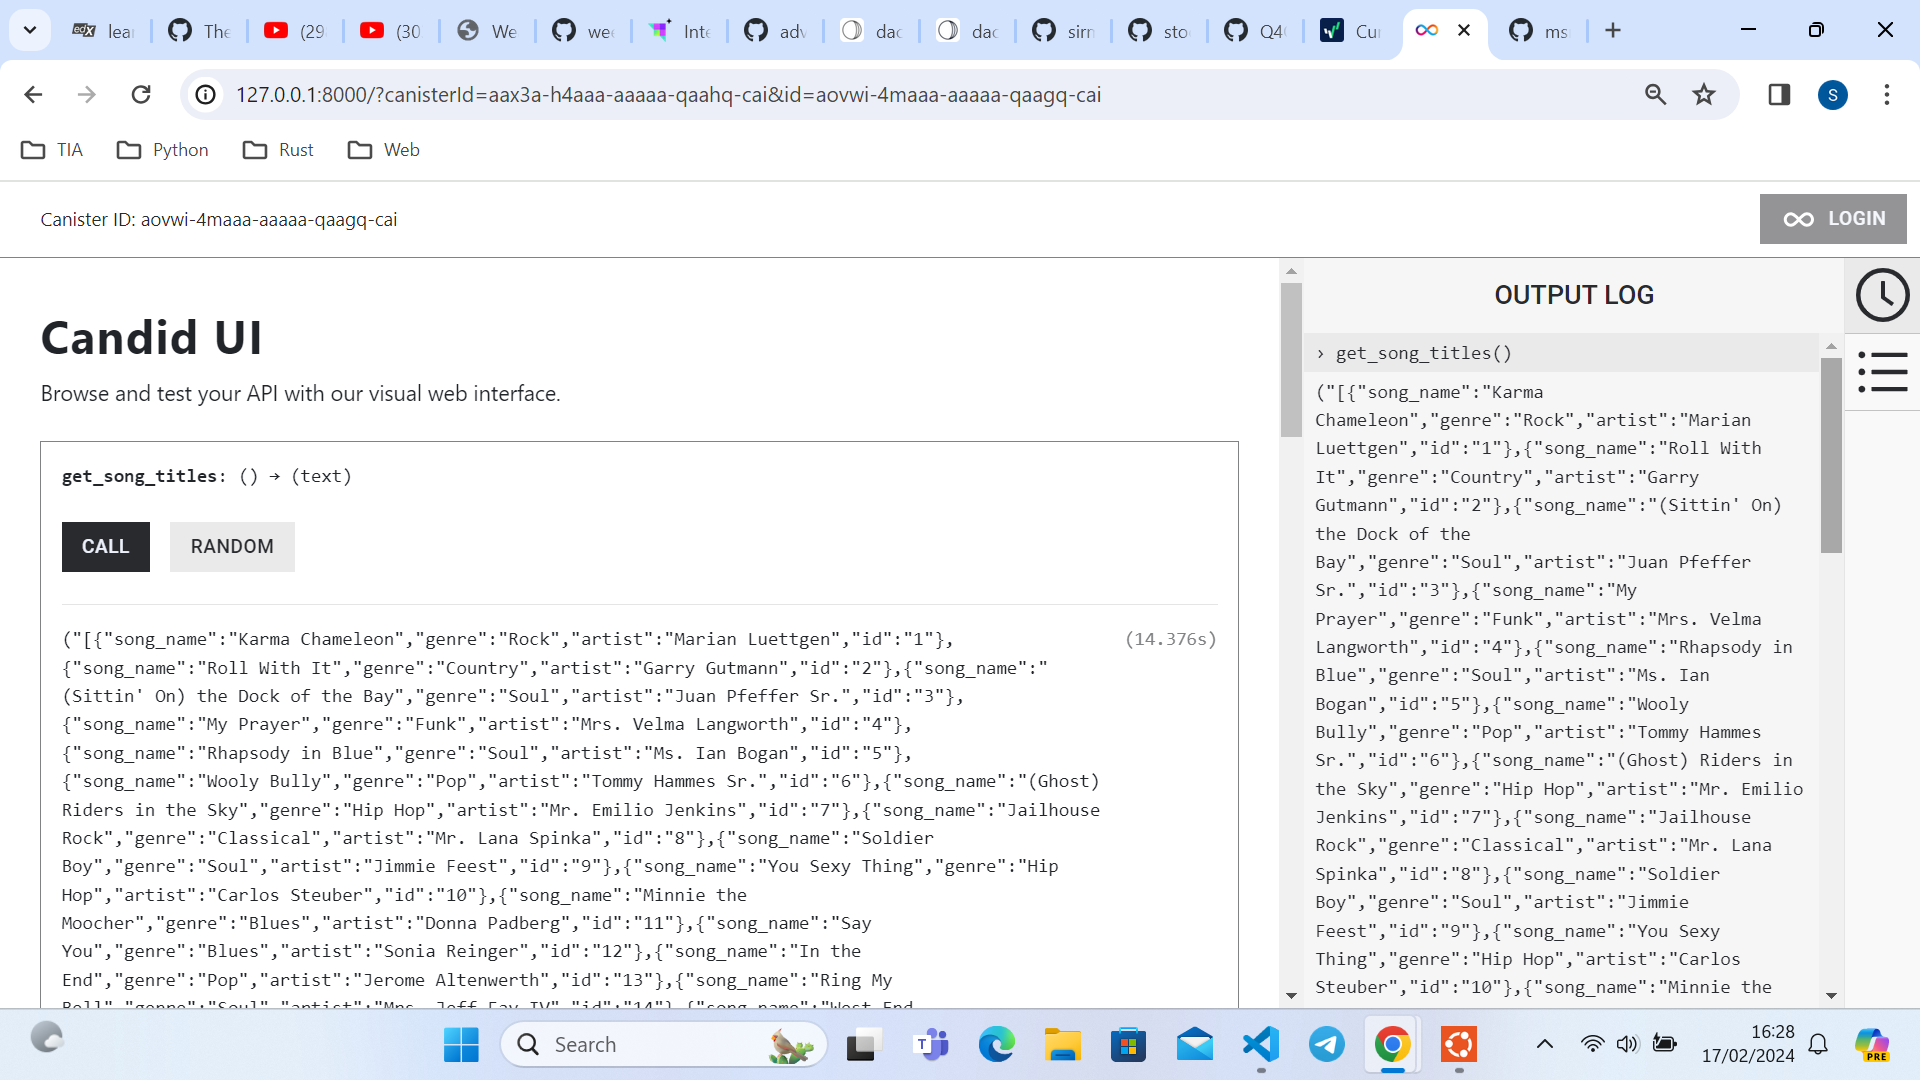 edX lear
The
(29
(30
We
wee
Inte
adv
dac
dac
sirm
sto
Q4
Cur
ms
127.0.0.1:8000/?canisterId=aax3a-h4aaa-aaaaa-qaahq-cai&id=aovwi-4maaa-aaaaa-qaagq-cai
S
TIA
Python
Rust
Web
Canister ID: aovwi-4maaa-aaaaa-qaagq-cai
LOGIN
Candid UI
Browse and test your API with our visual web interface.
get_song_titles: () → (text)
CALL
RANDOM
("[{"song_name":"Karma Chameleon","genre":"Rock","artist":"Marian Luettgen","id":"1"},
(14.376s)
{"song_name":"Roll With It","genre":"Country","artist":"Garry Gutmann","id":"2"},{"song_name":"
(Sittin' On) the Dock of the Bay","genre":"Soul","artist":"Juan Pfeffer Sr.","id":"3"},
{"song_name":"My Prayer","genre":"Funk","artist":"Mrs. Velma Langworth","id":"4"},
{"song_name":"Rhapsody in Blue","genre":"Soul","artist":"Ms. Ian Bogan","id":"5"},
{"song_name":"Wooly Bully","genre":"Pop","artist":"Tommy Hammes Sr.","id":"6"},{"song_name":"(Ghost)
Riders in the Sky","genre":"Hip Hop","artist":"Mr. Emilio Jenkins","id":"7"},{"song_name":"Jailhouse
Rock","genre":"Classical","artist":"Mr. Lana Spinka","id":"8"},{"song_name":"Soldier
Boy","genre":"Soul","artist":"Jimmie Feest","id":"9"},{"song_name":"You Sexy Thing","genre":"Hip
Hop","artist":"Carlos Steuber","id":"10"},{"song_name":"Minnie the
Moocher","genre":"Blues","artist":"Donna Padberg","id":"11"},{"song_name":"Say
You","genre":"Blues","artist":"Sonia Reinger","id":"12"},{"song_name":"In the
End","genre":"Pop","artist":"Jerome Altenwerth","id":"13"},{"song_name":"Ring My
Bell","genre":"Soul","artist":"Mrs. Jeff Fay IV","id":"14"},{"song_name":"West End
OUTPUT LOG
› get_song_titles()
("[{"song_name":"Karma
Chameleon","genre":"Rock","artist":"Marian
Luettgen","id":"1"},{"song_name":"Roll With
It","genre":"Country","artist":"Garry
Gutmann","id":"2"},{"song_name":"(Sittin' On)
the Dock of the
Bay","genre":"Soul","artist":"Juan Pfeffer
Sr.","id":"3"},{"song_name":"My
Prayer","genre":"Funk","artist":"Mrs. Velma
Langworth","id":"4"},{"song_name":"Rhapsody in
Blue","genre":"Soul","artist":"Ms. Ian
Bogan","id":"5"},{"song_name":"Wooly
Bully","genre":"Pop","artist":"Tommy Hammes
Sr.","id":"6"},{"song_name":"(Ghost) Riders in
the Sky","genre":"Hip Hop","artist":"Mr. Emilio
Jenkins","id":"7"},{"song_name":"Jailhouse
Rock","genre":"Classical","artist":"Mr. Lana
Spinka","id":"8"},{"song_name":"Soldier
Boy","genre":"Soul","artist":"Jimmie
Feest","id":"9"},{"song_name":"You Sexy
Thing","genre":"Hip Hop","artist":"Carlos
Steuber","id":"10"},{"song_name":"Minnie the
Search
PRE
16:28
17/02/2024